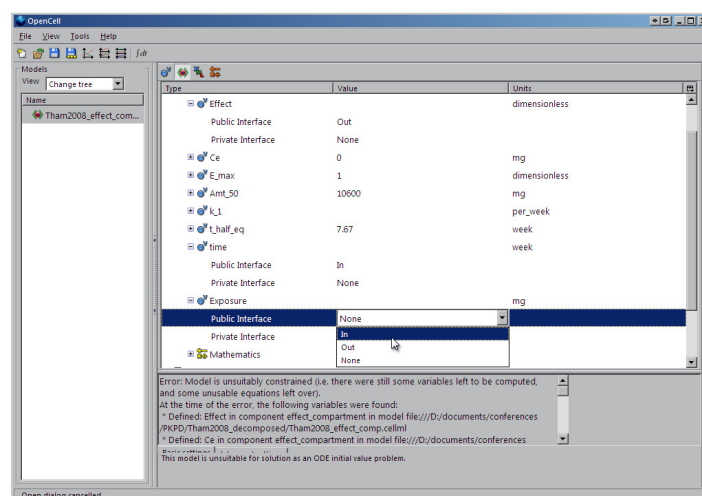 OpenCell
File View Tools Help
∫dt
Models
View Change tree
Name
Tham2008_effect_com...
Type Value Units
Effect dimensionless
Public Interface Out
Private Interface None
Ce 0 mg
E_max 1 dimensionless
Amt_50 10600 mg
k_1 per_week
t_half_eq 7.67 week
time week
Public Interface In
Private Interface None
Exposure mg
Public Interface None
Private Interface In
Out
Mathematics None
Error: Model is unsuitably constrained (i.e. there were still some variables left to be computed,
and some unusable equations left over).
At the time of the error, the following variables were found:
* Defined: Effect in component effect_compartment in model file:///D:/documents/conferences
/PKPD/Tham2008_decomposed/Tham2008_effect_comp.cellml
* Defined: Ce in component effect_compartment in model file:///D:/documents/conferences
Basic settings
This model is unsuitable for solution as an ODE initial value problem.
Open dialog cancelled